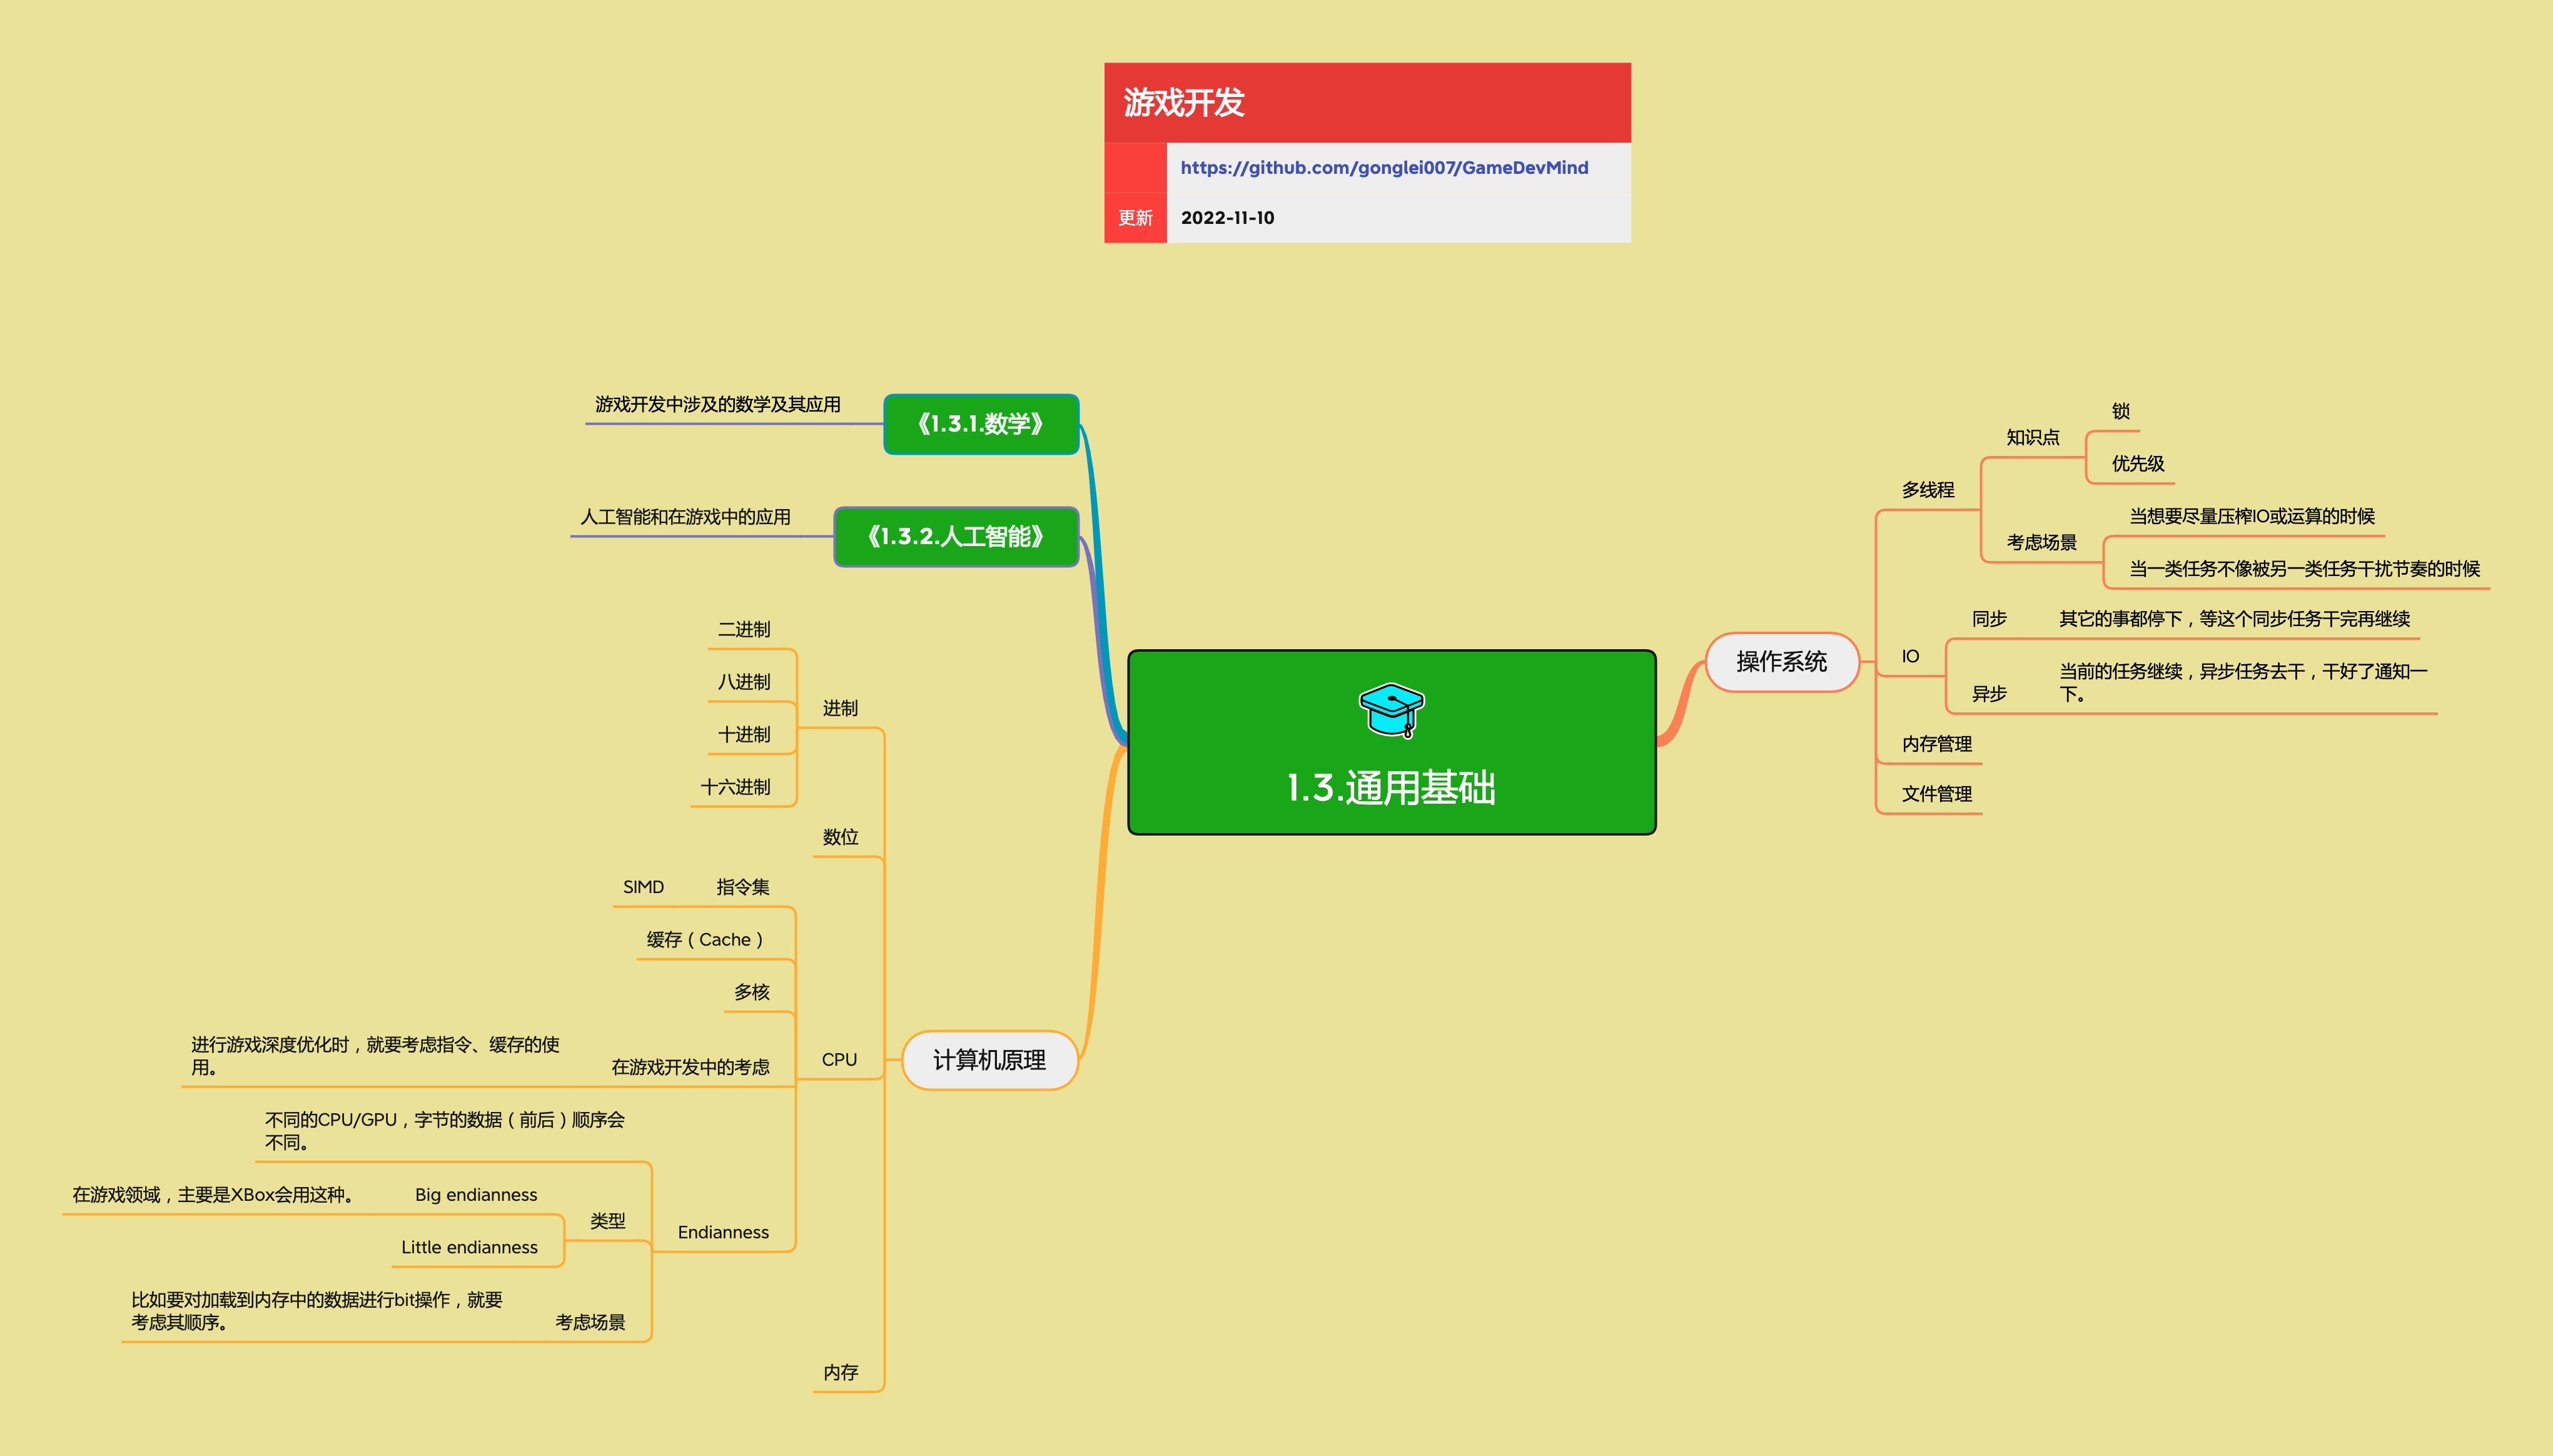 游戏开发
https://github.com/gonglei007/GameDevMind
更新 2022-11-10
1.3.通用基础
操作系统
多线程
知识点
锁
优先级
考虑场景
当想要尽量压榨IO或运算的时候
当一类任务不像被另一类任务干扰节奏的时候
IO
同步
其它的事都停下，等这个同步任务干完再继续
异步
当前的任务继续，异步任务去干，干好了通知一
下。
内存管理
文件管理
《1.3.1.数学》
游戏开发中涉及的数学及其应用
《1.3.2.人工智能》
人工智能和在游戏中的应用
计算机原理
进制
二进制
八进制
十进制
十六进制
数位
CPU
指令集
SIMD
缓存（Cache）
多核
在游戏开发中的考虑
进行游戏深度优化时，就要考虑指令、缓存的使
用。
Endianness
不同的CPU/GPU，字节的数据（前后）顺序会
不同。
类型
Big endianness
在游戏领域，主要是XBox会用这种。
Little endianness
考虑场景
比如要对加载到内存中的数据进行bit操作，就要
考虑其顺序。
内存